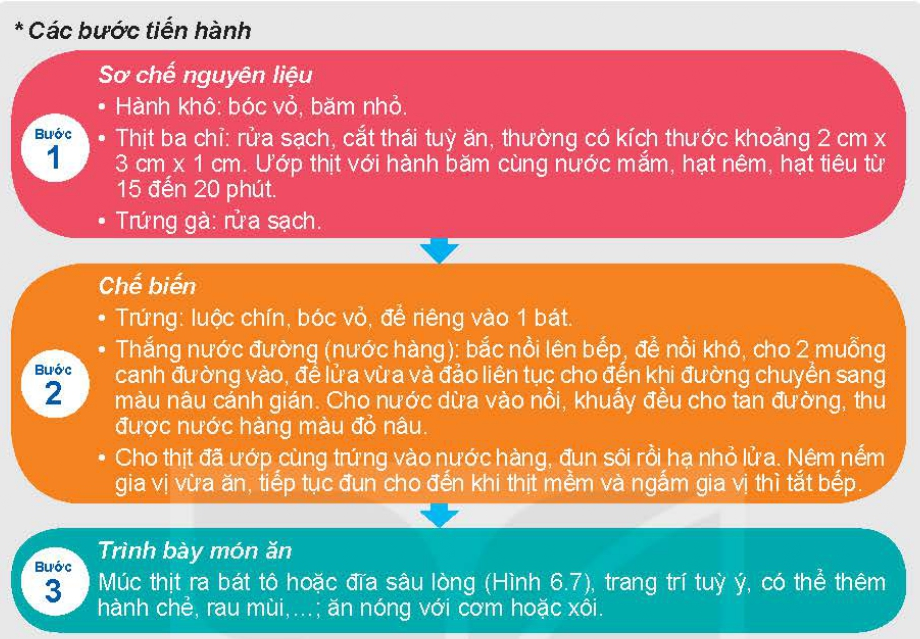 * Các bước tiến hành
Sơ chế nguyên liệu
• Hành khô: bóc vỏ, băm nhỏ.
Bước
1
• Thịt ba chỉ: rửa sạch, cắt thái tuỳ ăn, thường có kích thước khoảng 2 cm x
3 cm x 1 cm. Ướp thịt với hành băm cùng nước mắm, hạt nêm, hạt tiêu từ
15 đến 20 phút.
• Trứng gà: rửa sạch.
Chế biến
• Trứng: luộc chín, bóc vỏ, để riêng vào 1 bát.
Bước
2
• Thắng nước đường (nước hàng): bắc nồi lên bếp, để nồi khô, cho 2 muỗng
canh đường vào, để lửa vừa và đảo liên tục cho đến khi đường chuyển sang
màu nâu cánh gián. Cho nước dừa vào nồi, khuấy đều cho tan đường, thu
được nước hàng màu đỏ nâu.
• Cho thịt đã ướp cùng trứng vào nước hàng, đun sôi rồi hạ nhỏ lửa. Nêm nếm
gia vị vừa ăn, tiếp tục đun cho đến khi thịt mềm và ngấm gia vị thì tắt bếp.
Trình bày món ăn
Bước
3
Múc thịt ra bát tô hoặc đĩa sâu lòng (Hình 6.7), trang trí tuỳ ý, có thể thêm
hành chẻ, rau mùi,…; ăn nóng với cơm hoặc xôi.